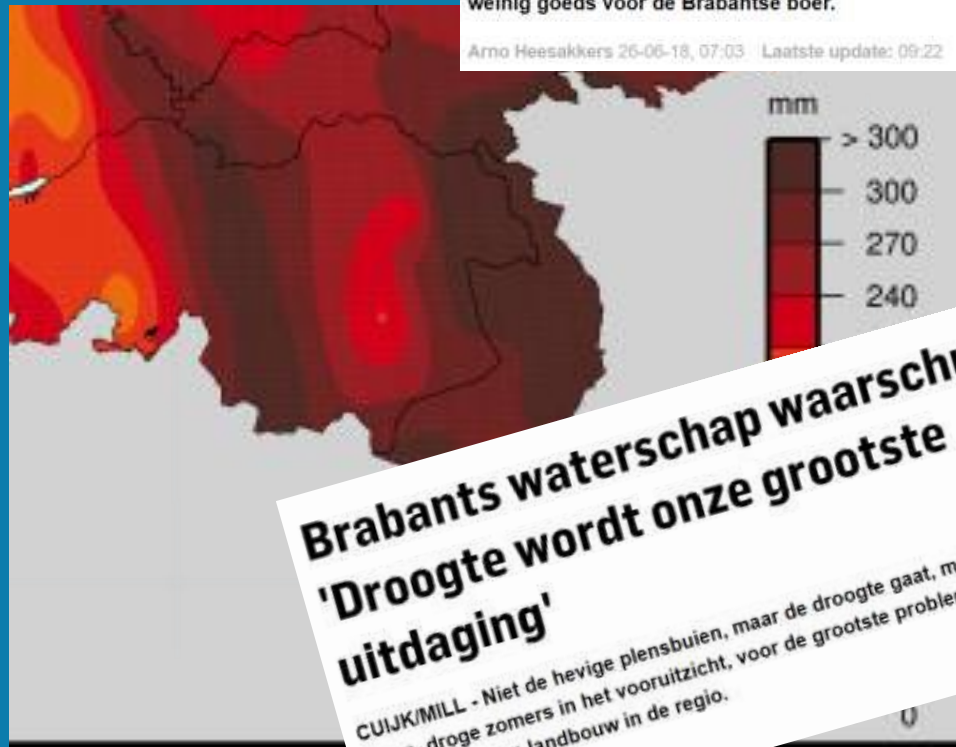 weinig goeds voor de Brabantse boer.
Arno Heesakkers 26-06-18, 07:03 Laatste update: 09:22
mm
> 300
300
270
240
Brabants waterschap
'Droogte wordt onze grootste
uitdaging'
CUIJK/MILL - Niet de hevige plensbuien, maar de droogte gaat,
droge zomers in het vooruitzicht, voor de grootste
landbouw in de regio.
0